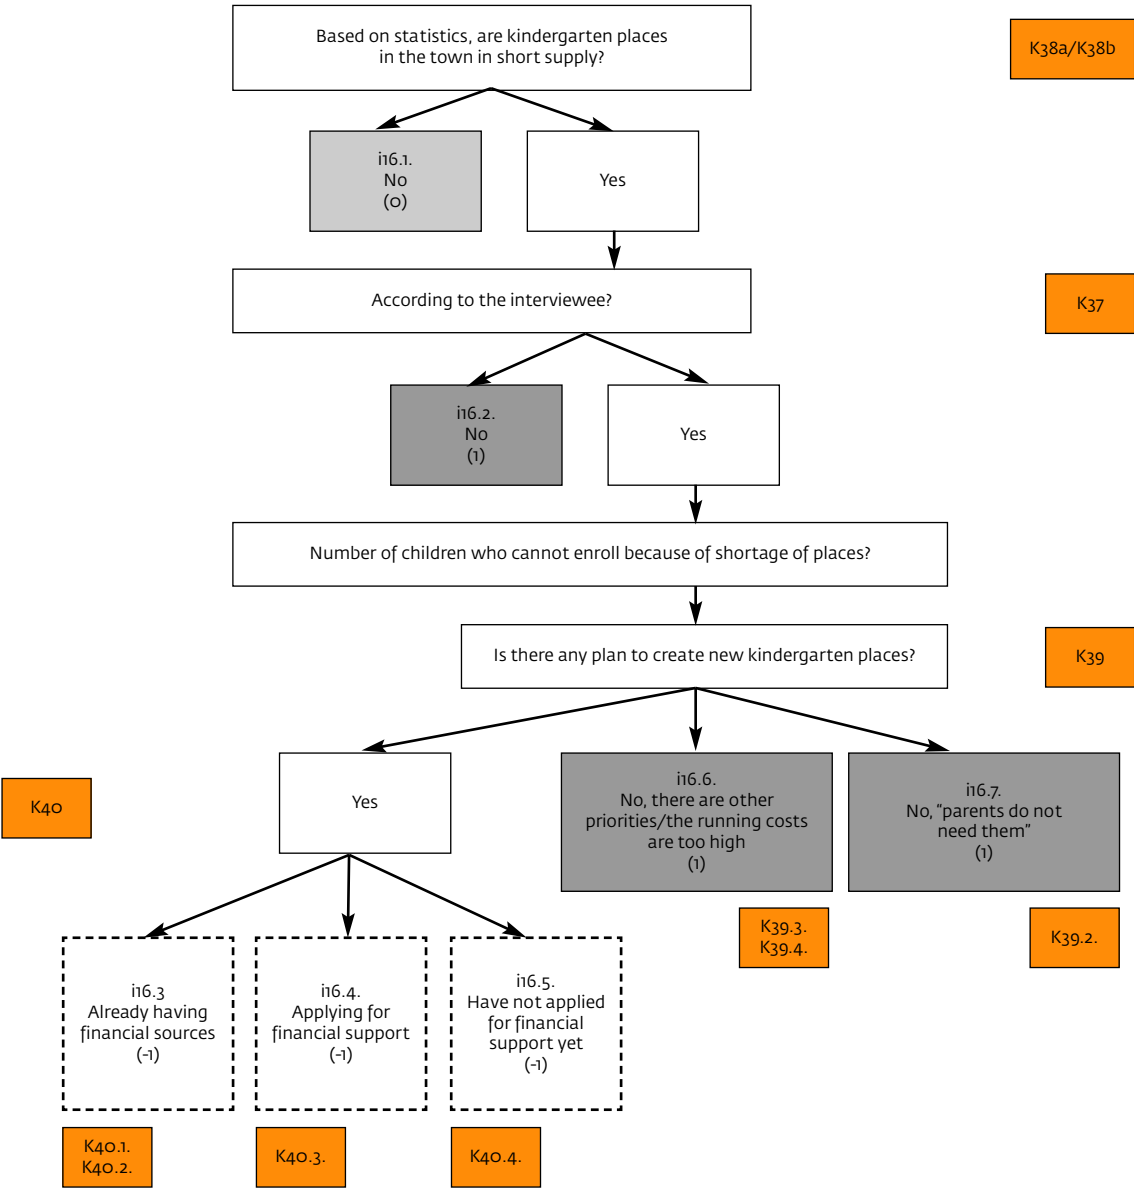 Based on statistics, are kindergarten places
in the town in short supply?
K38a/K38b
i16.1.
No
(0)
Yes
According to the interviewee?
K37
i16.2.
No
(1)
Yes
Number of children who cannot enroll because of shortage of places?
Is there any plan to create new kindergarten places?
K39
K40
Yes
i16.6.
No, there are other
priorities/the running costs
are too high
(1)
i16.7.
No, "parents do not
need them"
(1)
K39.3.
K39.4.
K39.2.
i16.3
Already having
financial sources
(-1)
i16.4.
Applying for
financial support
(-1)
i16.5.
Have not applied
for financial
support yet
(-1)
K40.1.
K40.2.
K40.3.
K40.4.